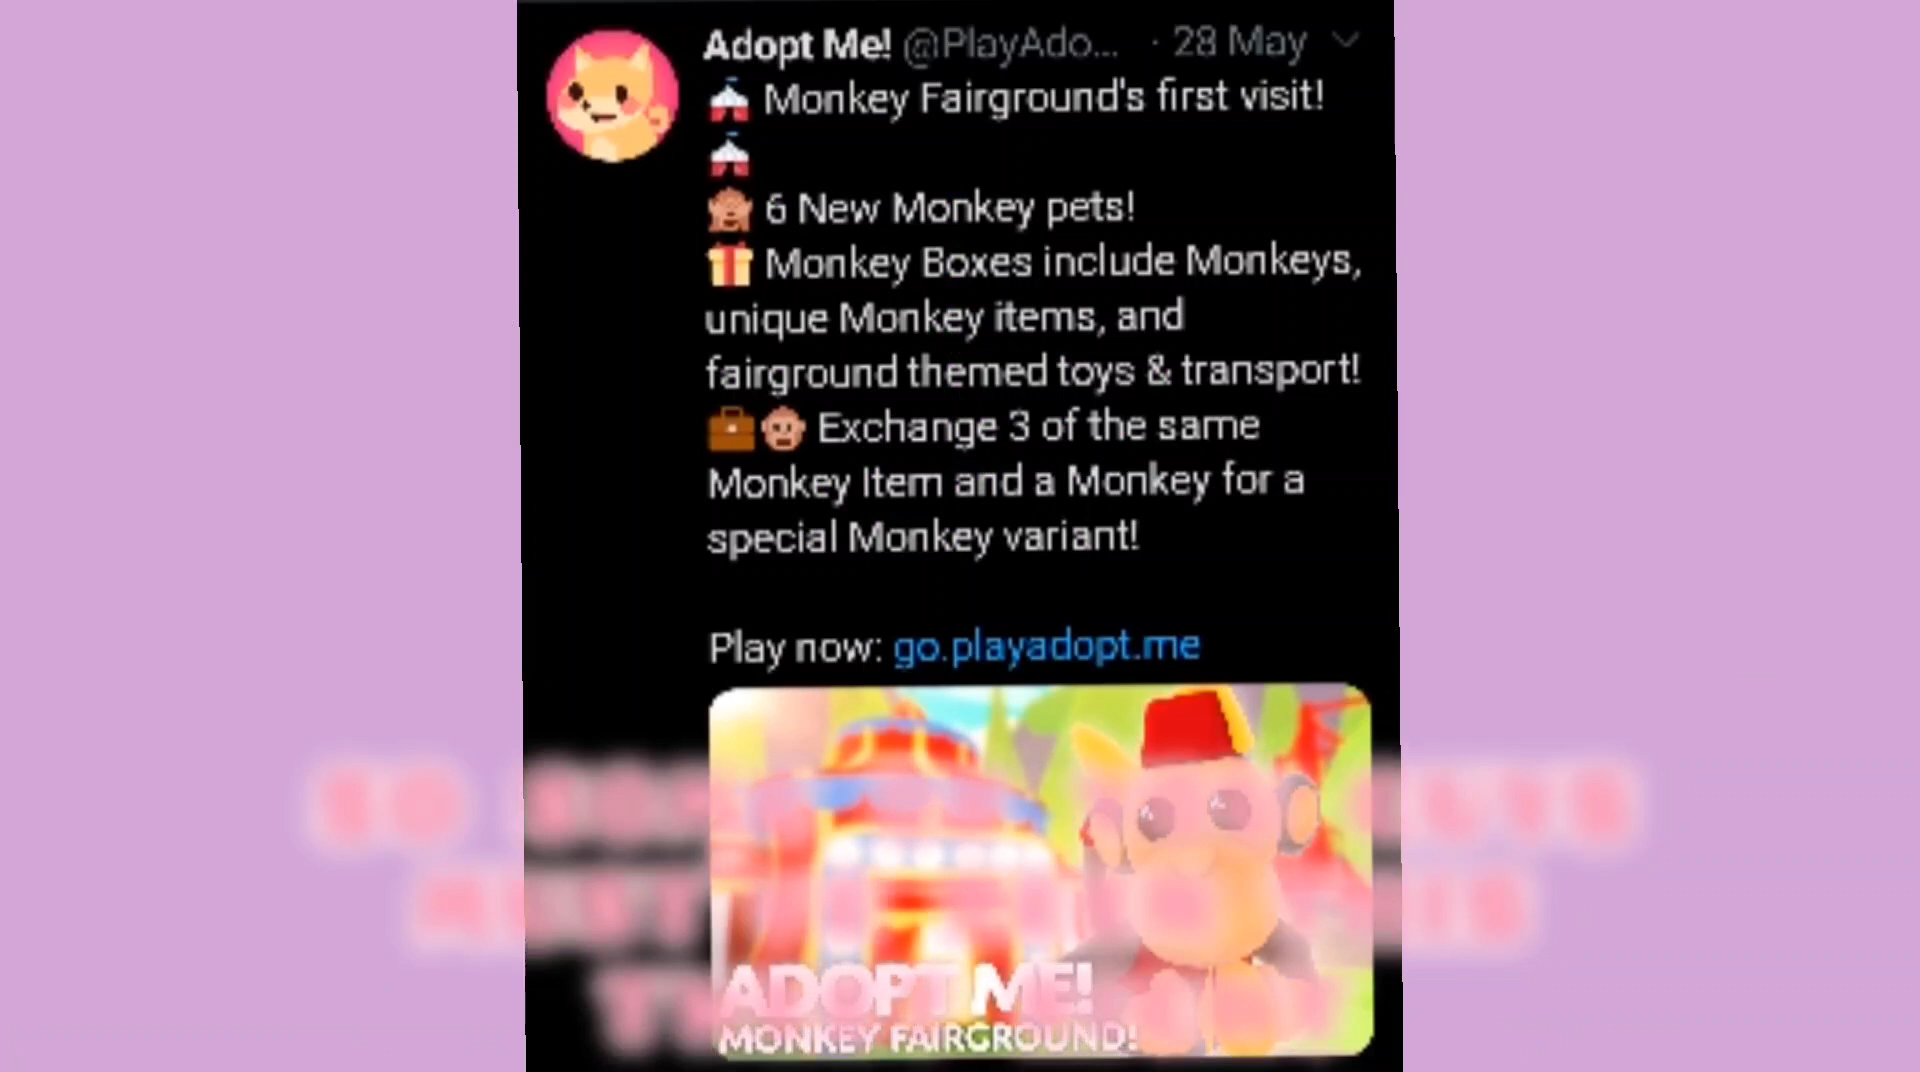 Adopt Me! @PlayAdo... · 28 May
Monkey Fairground's first visit!
6 New Monkey pets!
Monkey Boxes include Monkeys,
unique Monkey items, and
fairground themed toys & transport!
Exchange 3 of the same
Monkey Item and a Monkey for a
special Monkey variant!
Play now: go.playadopt.me
ADOPT ME!
MONKEY FAIRGROUND!